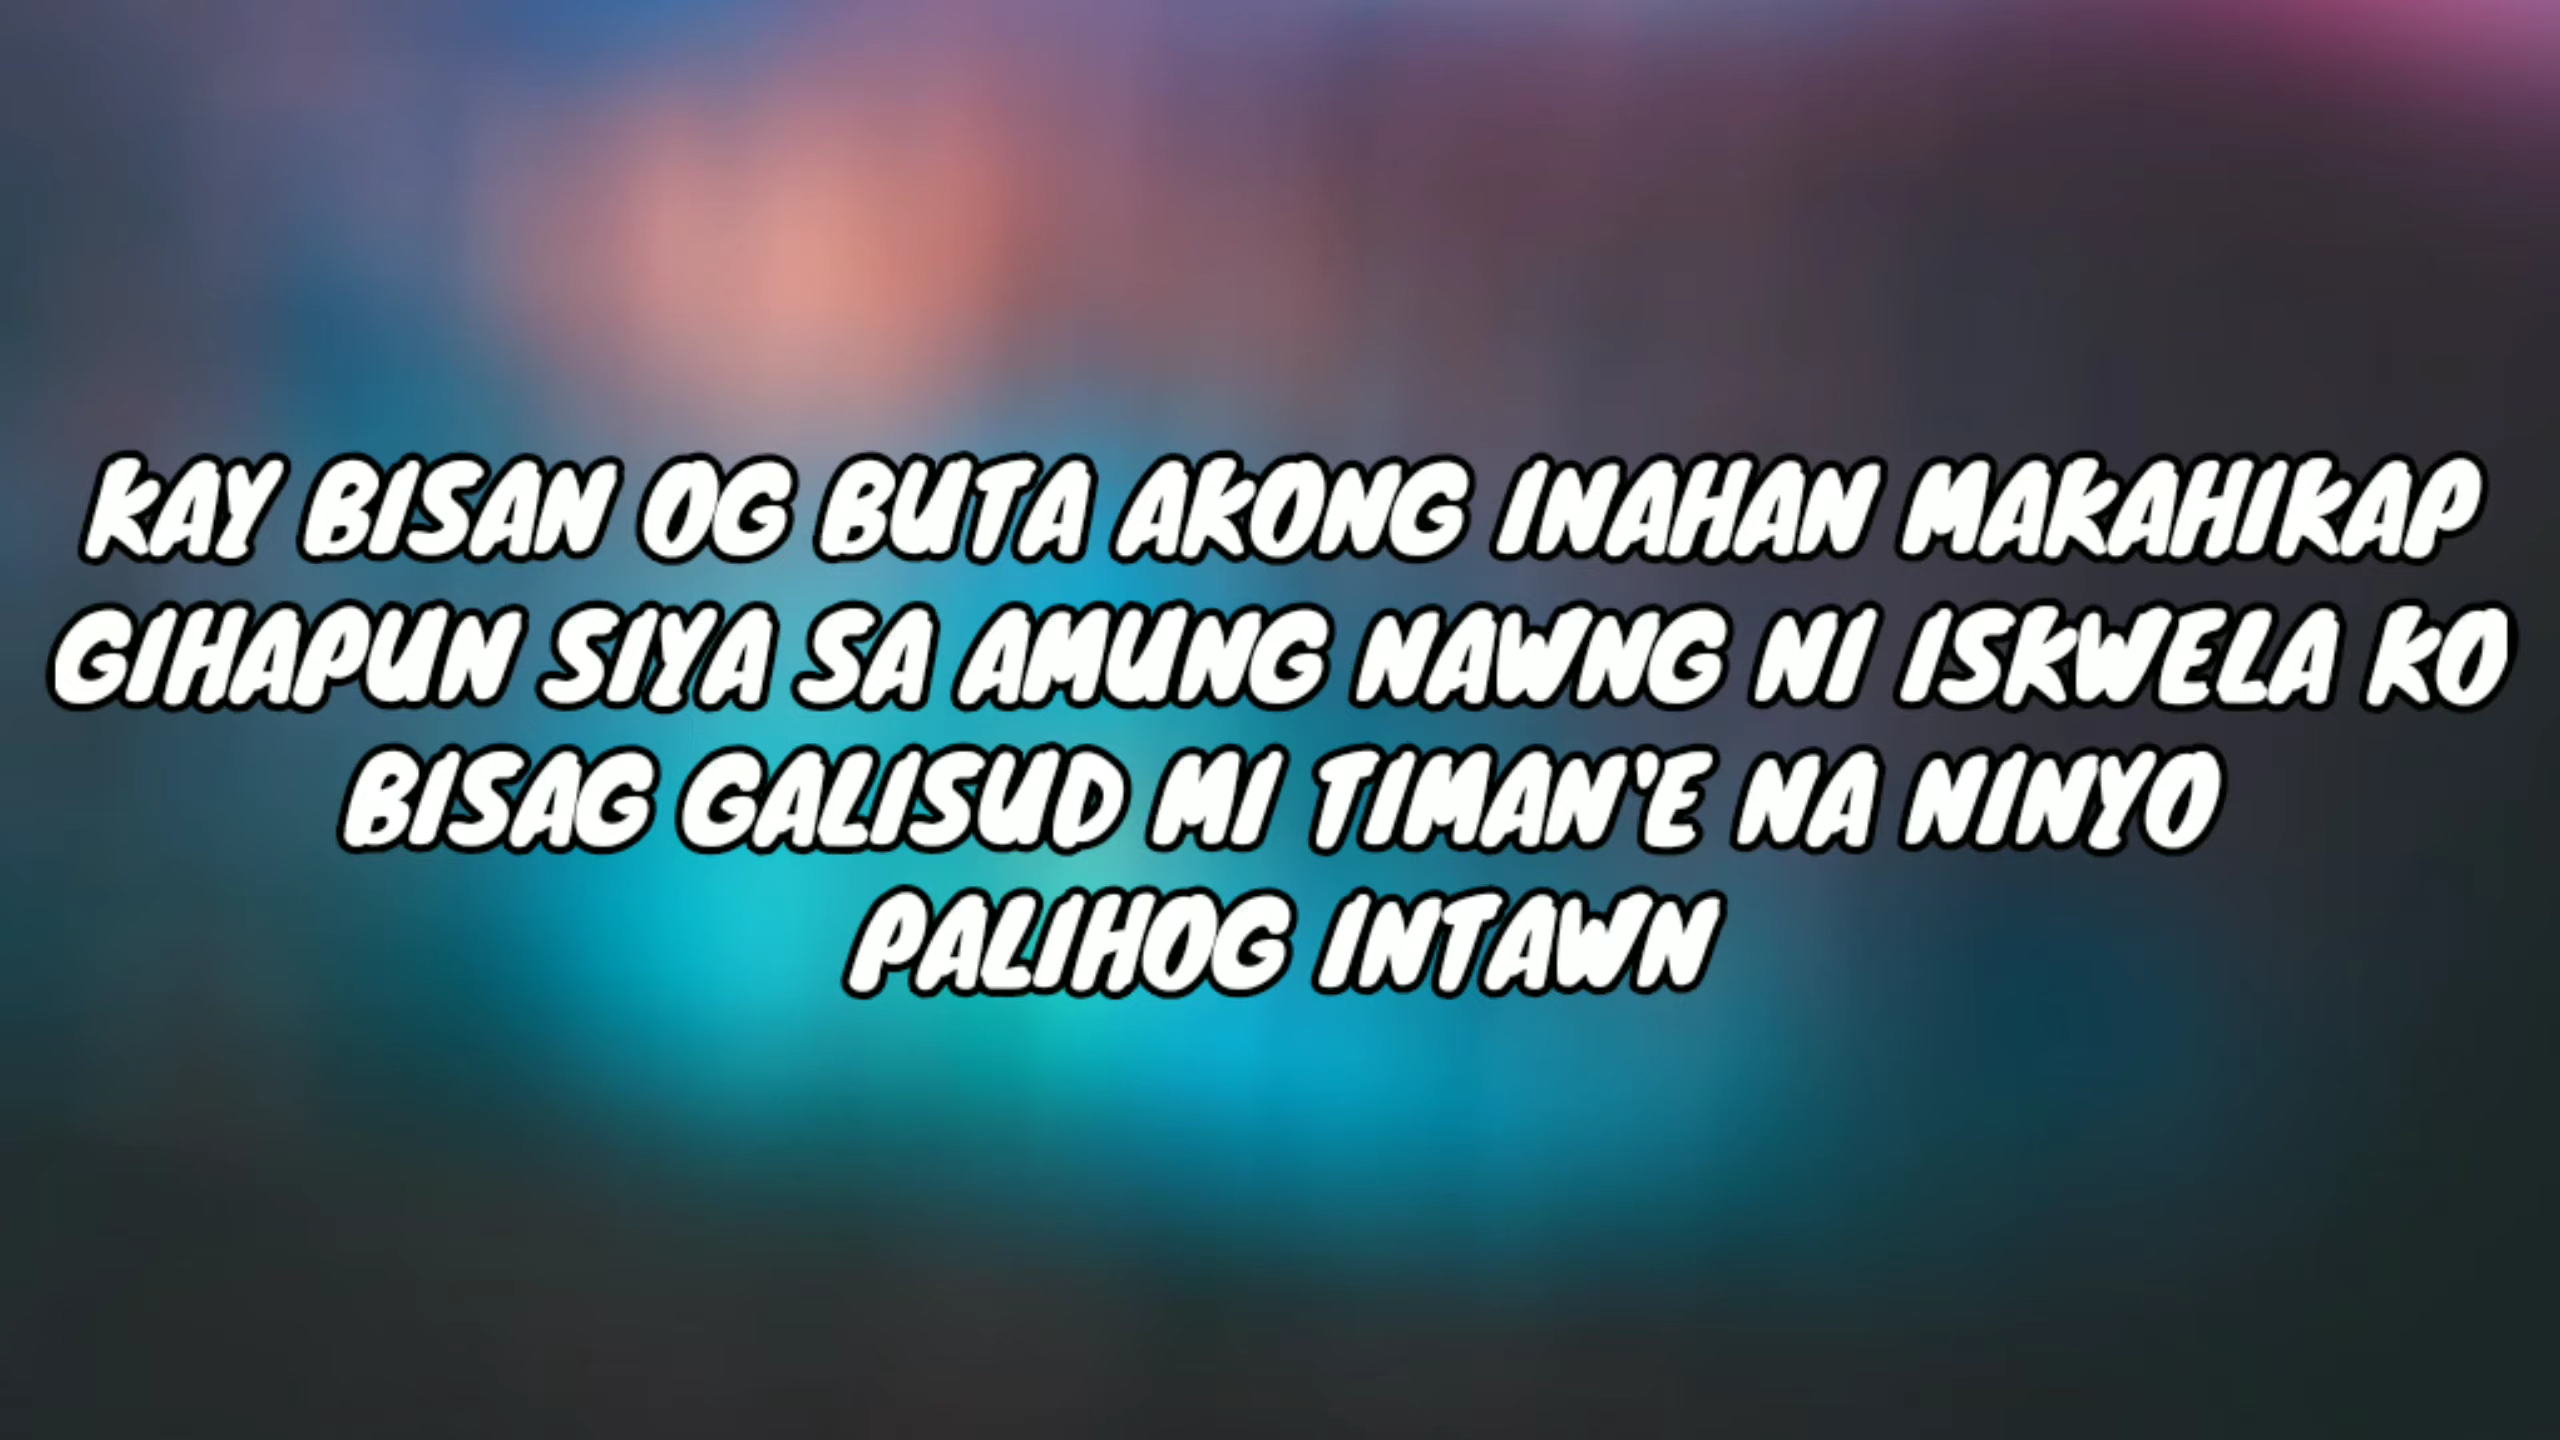 KAY BISAN OG BUTA AKONG INAHAN MAKAHIKAP
GIHAPUN SIYA SA AMUNG NAWNG NI ISKWELA KO
BISAG GALISUD MI TIMAN'E NA NINYO
PALIHOG INTAWN